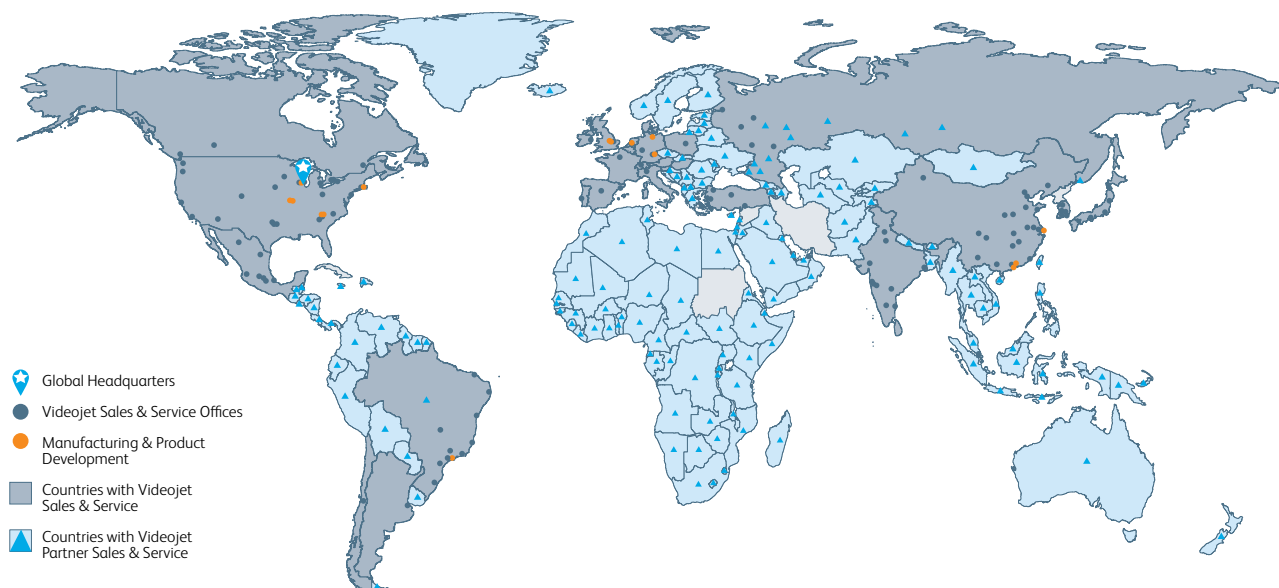 Global Headquarters
Videojet Sales & Service Offices
Manufacturing & Product
Development
Countries with Videojet
Sales & Service
Countries with Videojet
Partner Sales & Service